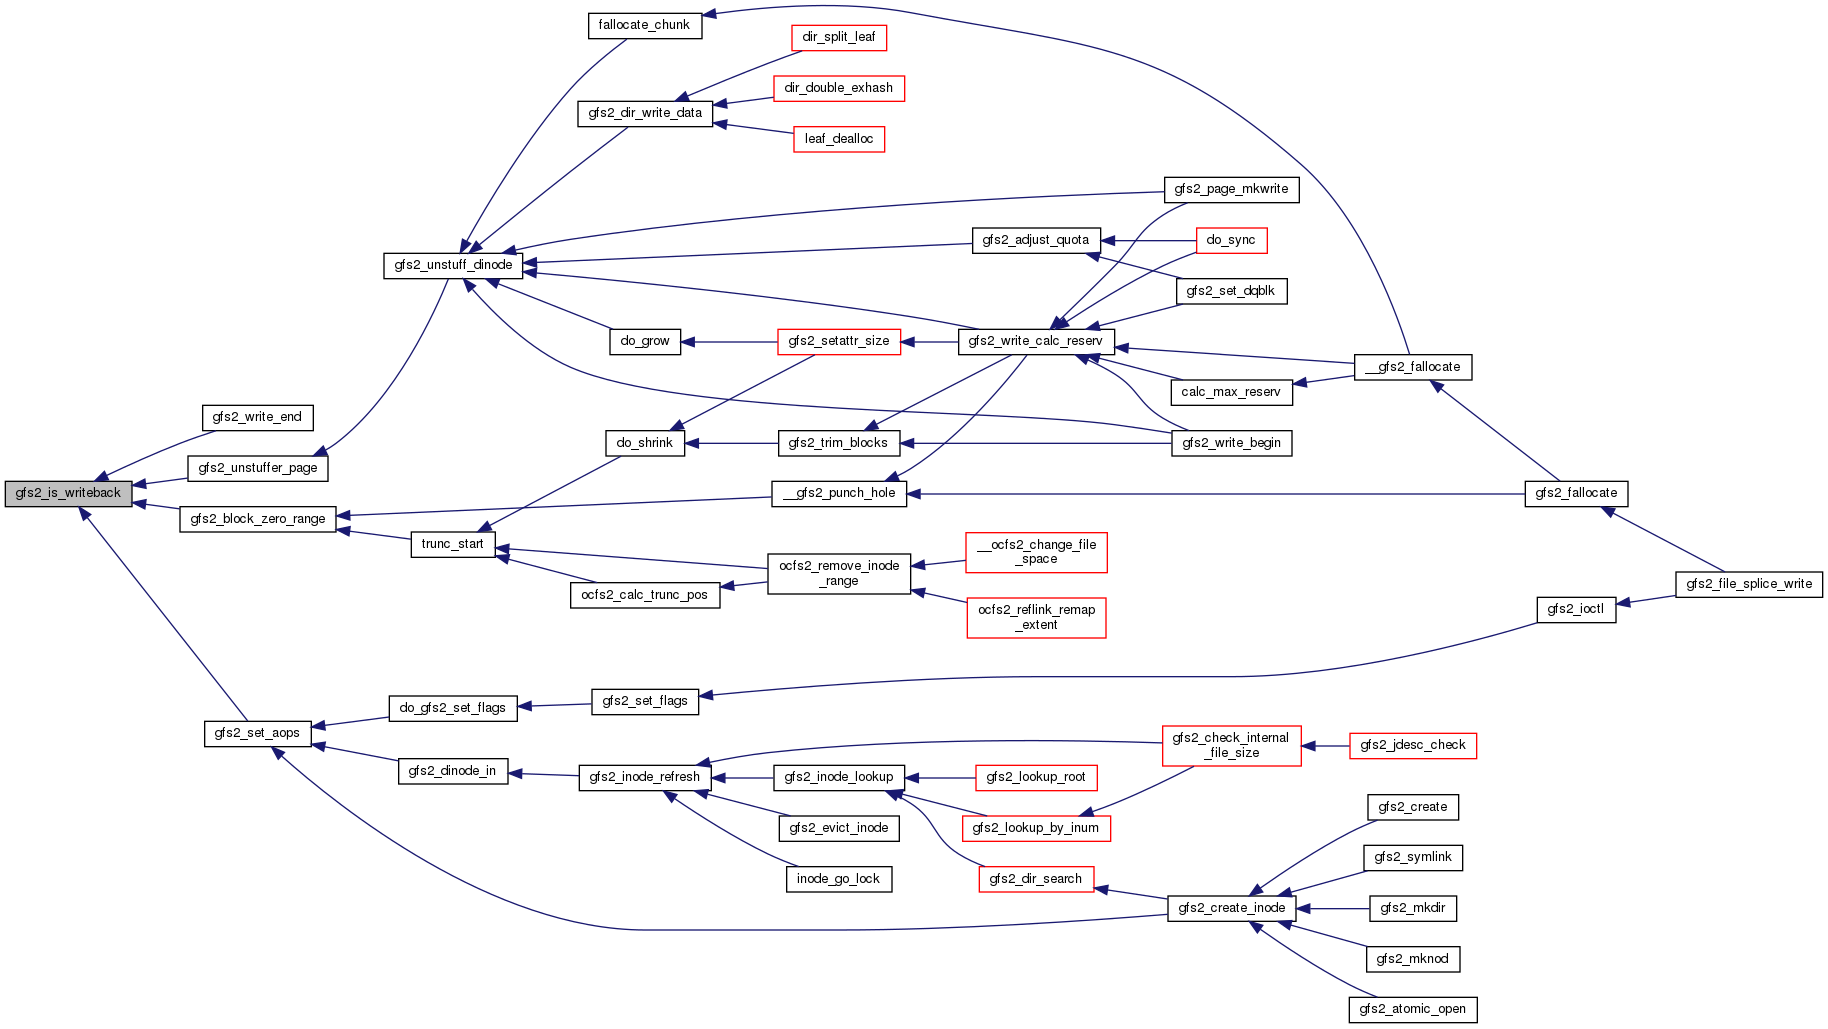 fallocate_chunk
dir_split_leaf
dir_double_exhash
gfs2_dir_write_data
leaf_dealloc
gfs2_page_mkwrite
gfs2_adjust_quota
do_sync
gfs2_unstuff_dinode
gfs2_set_dqblk
do_grow
gfs2_setattr_size
gfs2_write_calc_reserv
__gfs2_fallocate
calc_max_reserv
gfs2_write_end
do_shrink
gfs2_trim_blocks
gfs2_write_begin
gfs2_unstuffer_page
gfs2_is_writeback
__gfs2_punch_hole
gfs2_fallocate
gfs2_block_zero_range
trunc_start
__ocfs2_change_file
_space
ocfs2_remove_inode
_range
gfs2_file_splice_write
ocfs2_calc_trunc_pos
ocfs2_reflink_remap
_extent
gfs2_ioctl
do_gfs2_set_flags
gfs2_set_flags
gfs2_set_aops
gfs2_check_internal
_file_size
gfs2_jdesc_check
gfs2_dinode_in
gfs2_inode_refresh
gfs2_inode_lookup
gfs2_lookup_root
gfs2_create
gfs2_evict_inode
gfs2_lookup_by_inum
gfs2_symlink
inode_go_lock
gfs2_dir_search
gfs2_create_inode
gfs2_mkdir
gfs2_mknod
gfs2_atomic_open